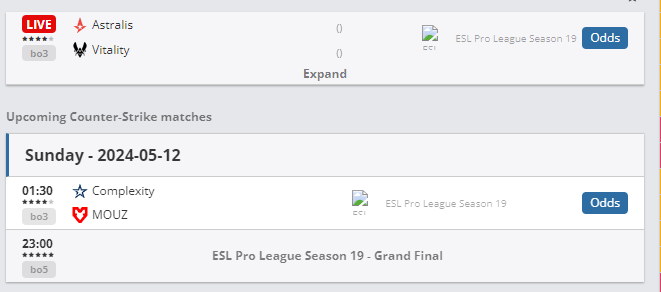 LIVE Astralis 0
bo3 Vitality 0
ESL Pro League Season 19 Odds
Expand
Upcoming Counter-Strike matches
Sunday - 2024-05-12
01:30 Complexity
bo3 MOUZ
ESL Pro League Season 19 Odds
23:00
bo5
ESL Pro League Season 19 - Grand Final